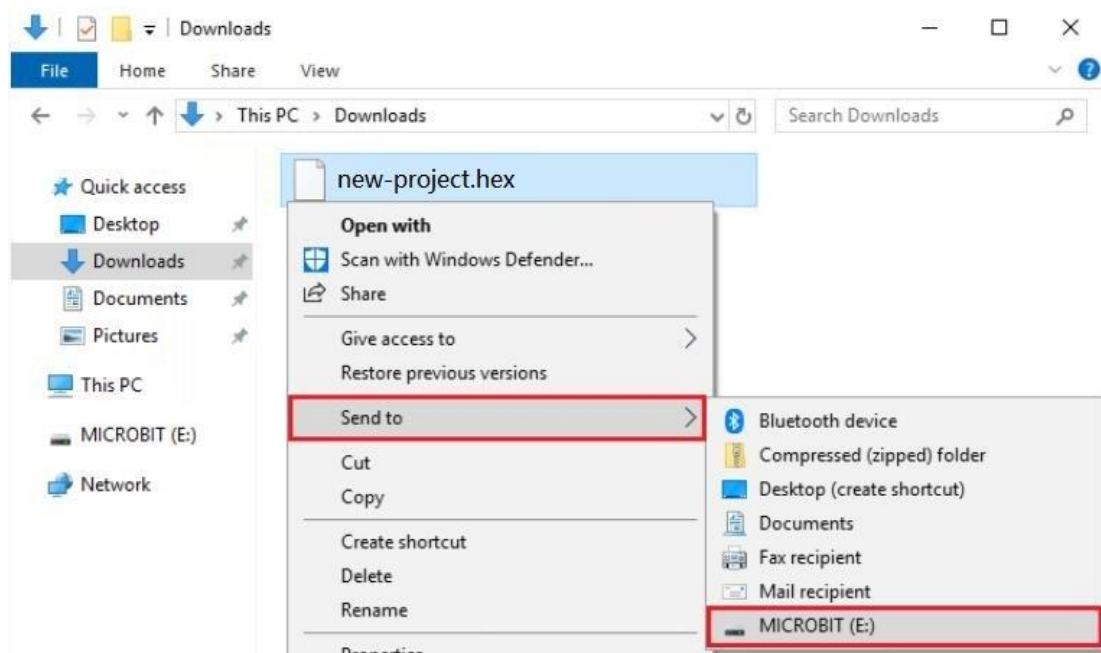 Downloads
File Home Share View
This PC > Downloads
Search Downloads
Quick access
Desktop
Downloads
Documents
Pictures
This PC
MICROBIT (E:)
Network
new-project.hex
Open with
Scan with Windows Defender...
Share
Give access to
Restore previous versions
Send to
Cut
Copy
Create shortcut
Delete
Rename
Bluetooth device
Compressed (zipped) folder
Desktop (create shortcut)
Documents
Fax recipient
Mail recipient
MICROBIT (E:)